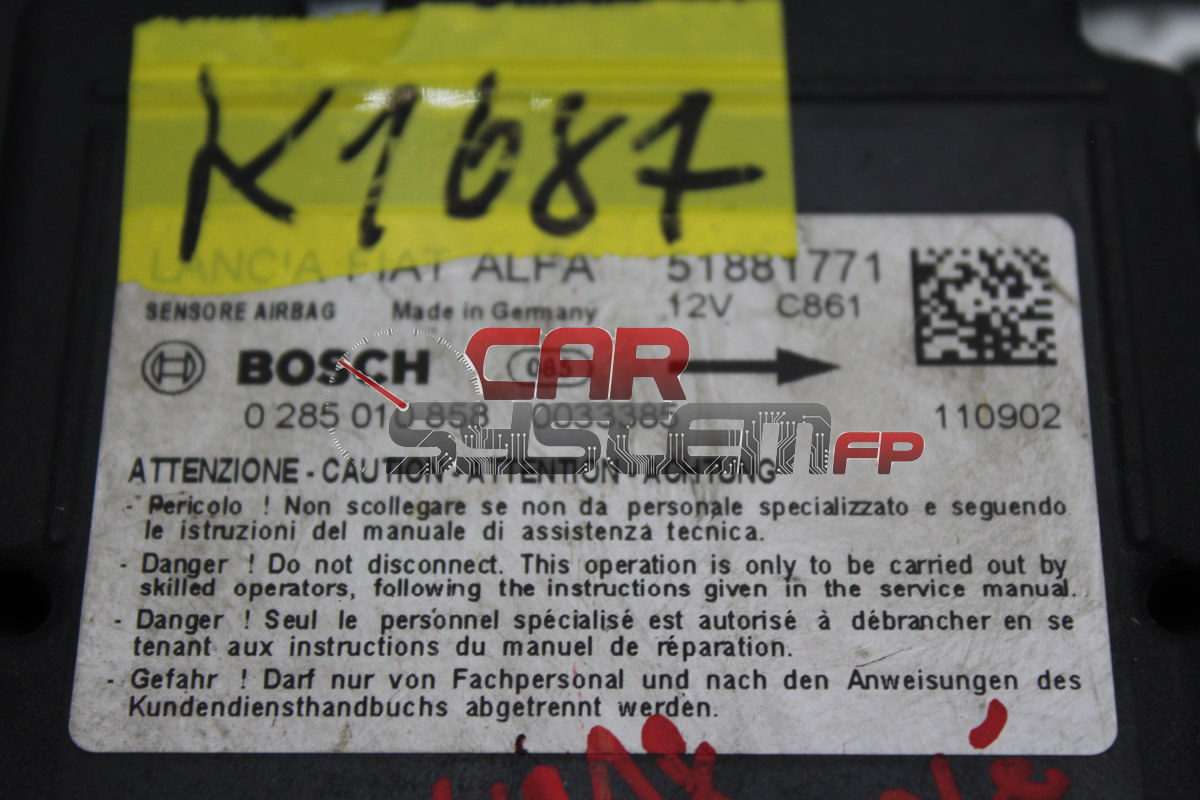 K1687
LANCIA FIAT ALFA 51881771
SENSORE AIRBAG Made in Germany 12V C861
BOSCH 085
CAR
0 285 010 858 0033385 110902
SYSTEM FP
ATTENZIONE - CAUTION - ATTENTION - ACHTUNG
- Pericolo ! Non scollegare se non da personale specializzato e seguendo
le istruzioni del manuale di assistenza tecnica.
- Danger ! Do not disconnect. This operation is only to be carried out by
skilled operators, following the instructions given in the service manual.
- Danger ! Seul le personnel spécialisé est autorisé à débrancher en se
tenant aux instructions du manuel de réparation.
- Gefahr ! Darf nur von Fachpersonal und nach den Anweisungen des
Kundendiensthandbuchs abgetrennt werden.